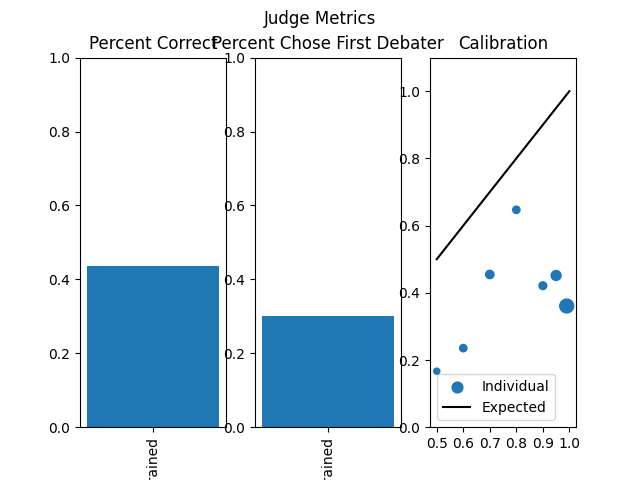 Judge Metrics
Percent Correct
Percent Chose First Debater
Calibration
1.0
0.8
0.6
0.4
0.2
0.0
rained
1.0
0.8
0.6
0.4
0.2
0.0
rained
1.0
0.8
0.6
0.4
0.2
0.0
Individual
Expected
0.5 0.6 0.7 0.8 0.9 1.0